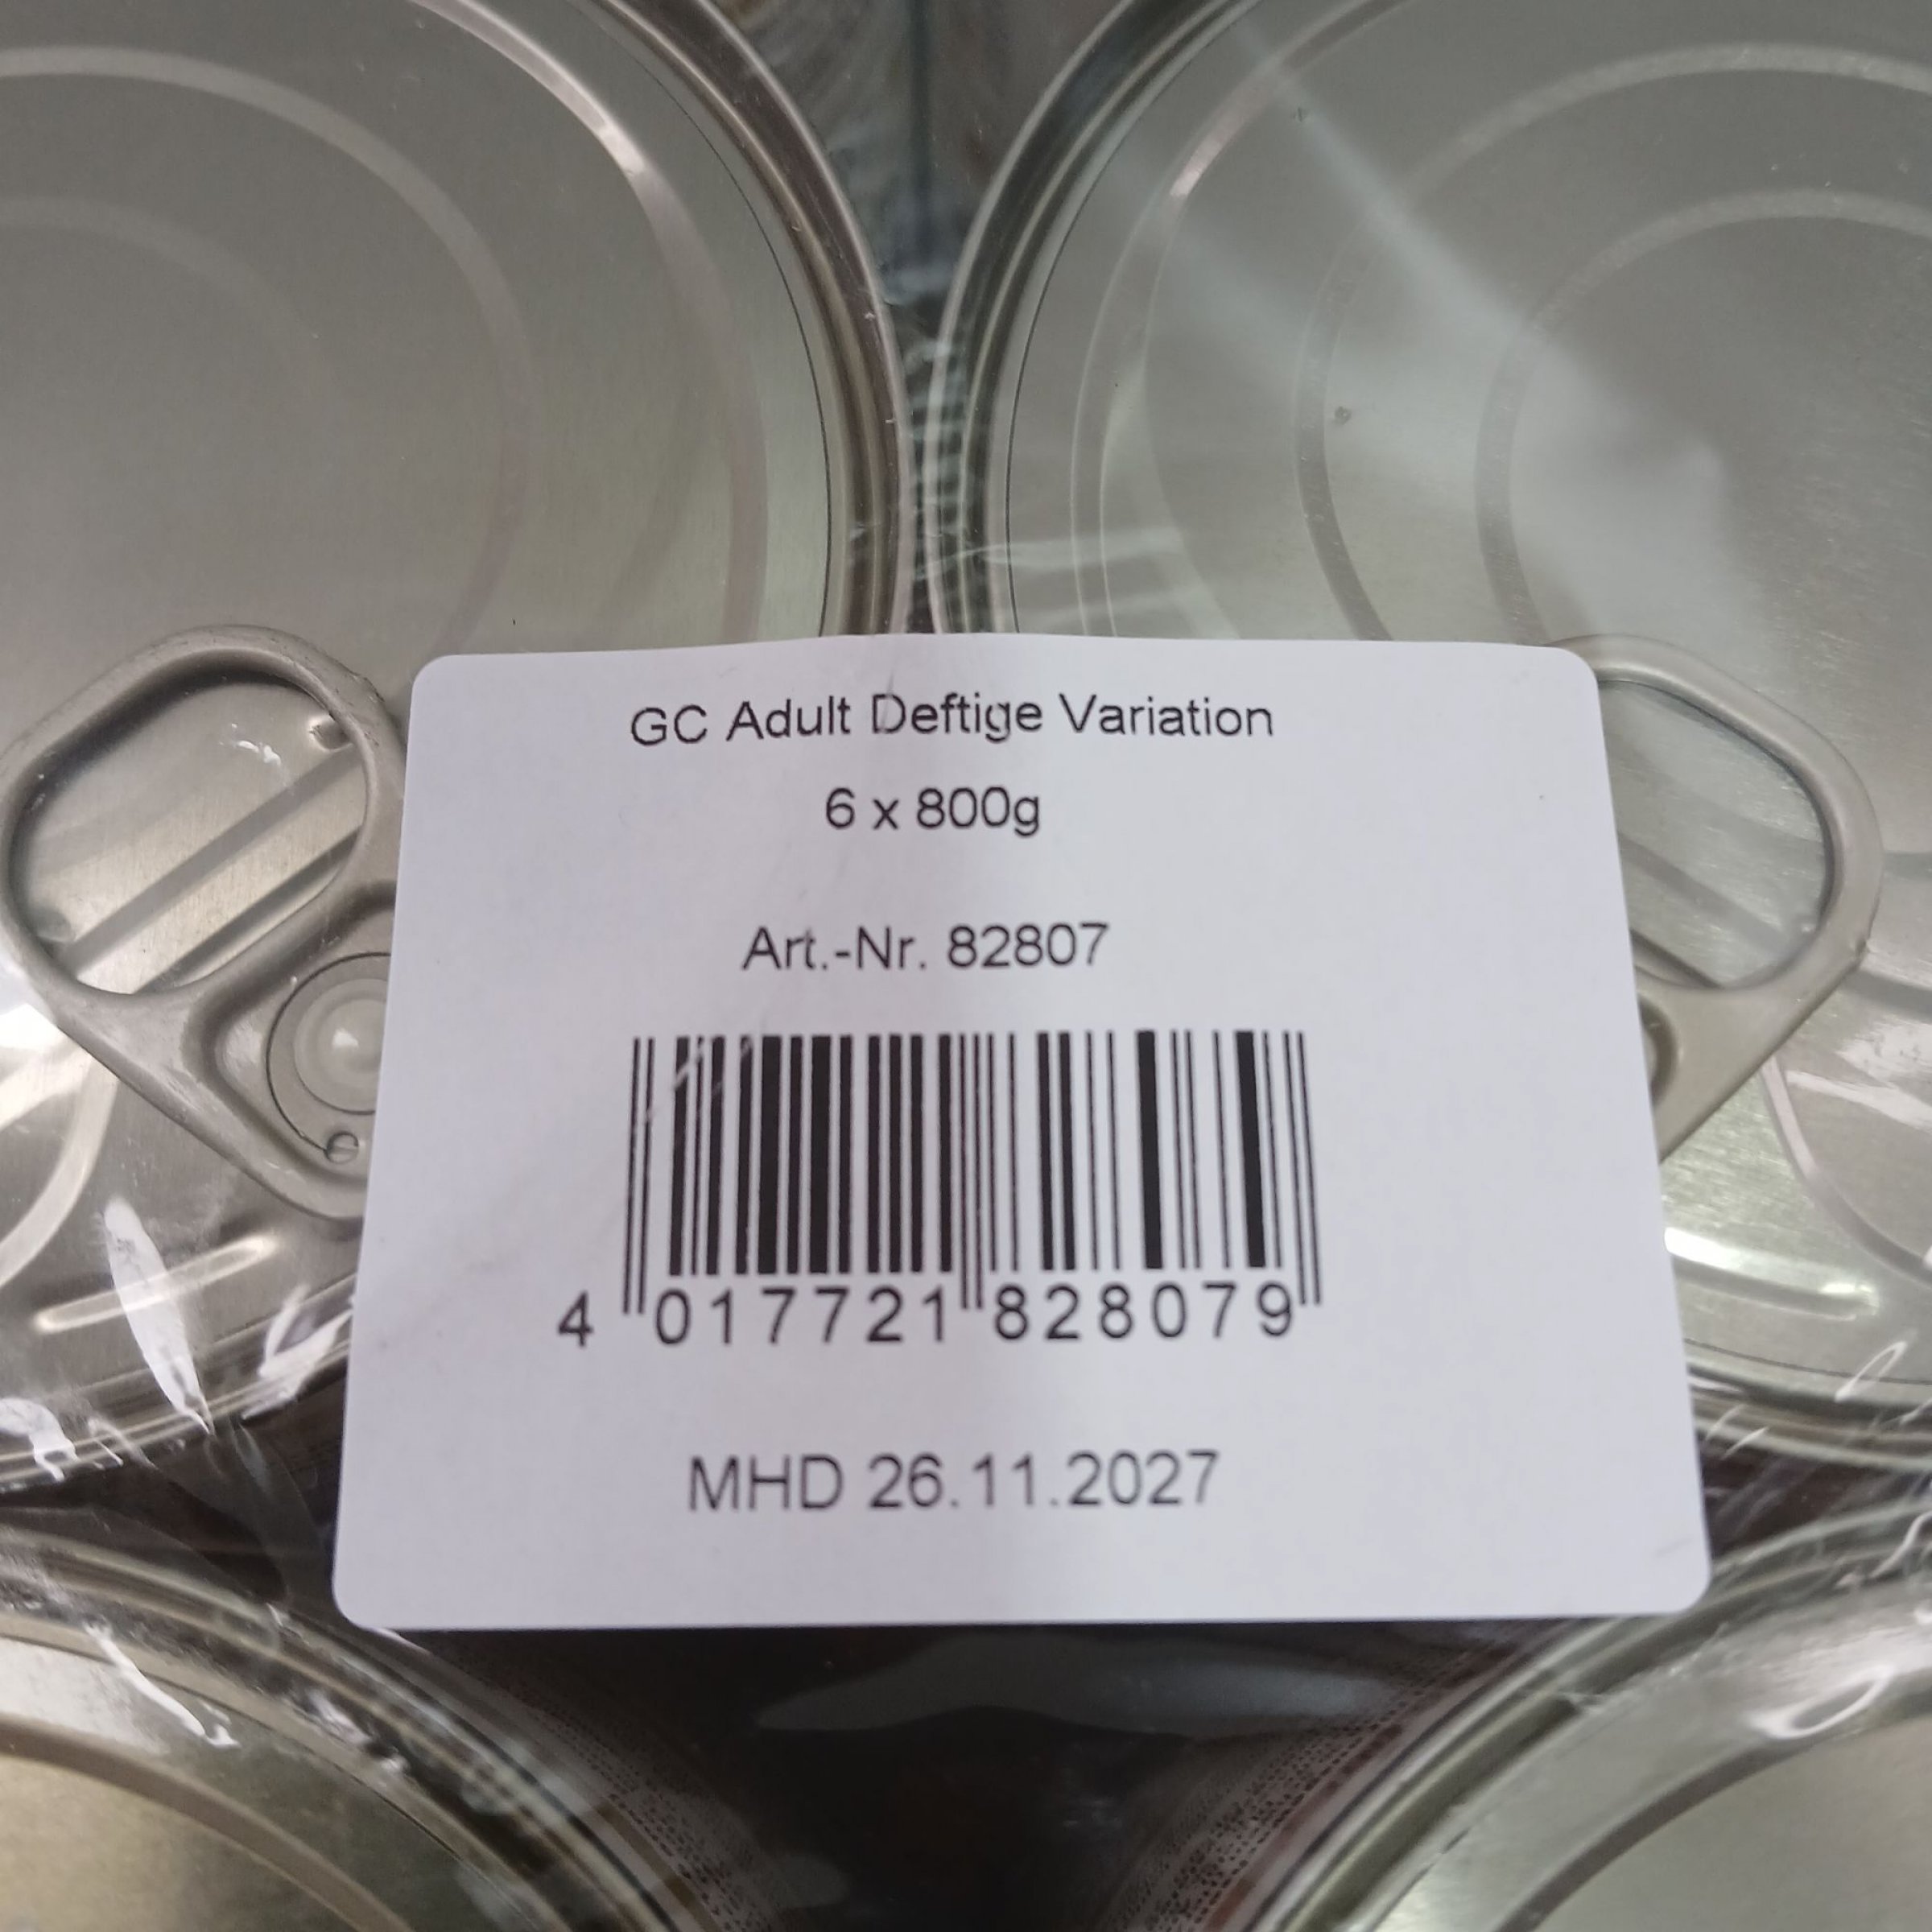 GC Adult Deftige Variation
6 x 800g
Art.-Nr. 82807
4 017721 828079
MHD 26.11.2027